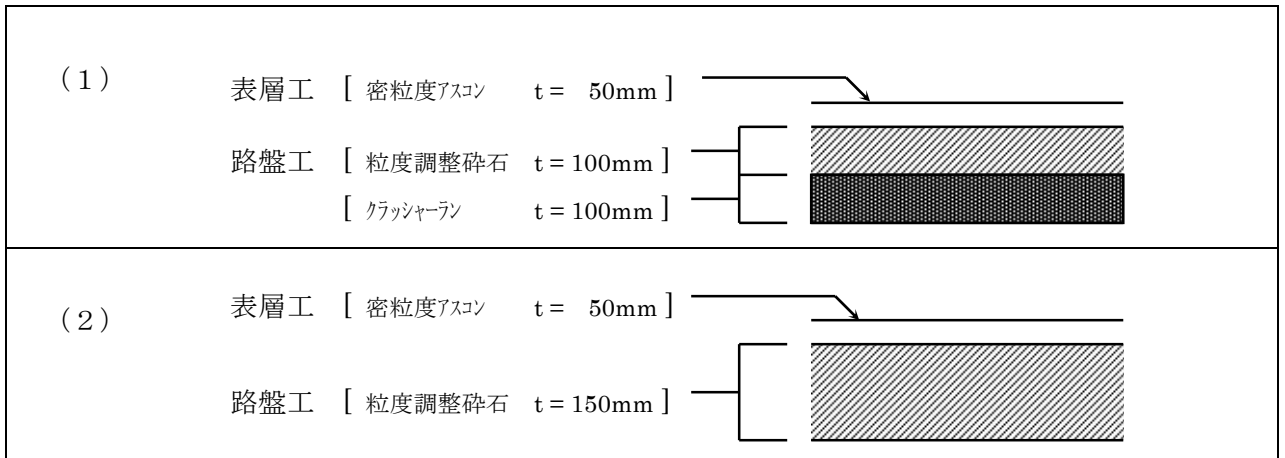 (1)
表層工 [ 密粒度アスコン t = 50mm ]
路盤工 [ 粒度調整砕石 t = 100mm ]
[ クラッシャーラン t = 100mm ]
(2)
表層工 [ 密粒度アスコン t = 50mm ]
路盤工 [ 粒度調整砕石 t = 150mm ]